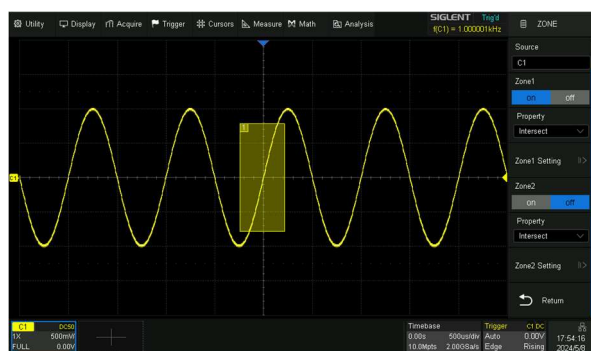 Utility Display Acquire Trigger Cursors Measure Math Analysis
SIGLENT Trig'd
f(C1) = 1.000001kHz
ZONE
Source
C1
Zone1
on off
Property
Intersect
Zone1 Setting
Zone2
on off
Property
Intersect
Zone2 Setting
Return
1
C1
C1 DC50
1X 500mV/
FULL 0.00V
Timebase
0.00s 500us/div
10.0Mpts 2.00GSa/s
Trigger C1 DC
Auto 0.00V
Edge Rising
17:54:16
2024/5/8